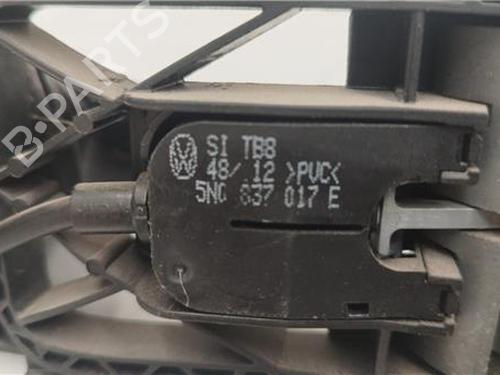 B-PARTS
SI TB8
48/.12 >PVC<
5N0 837 017 E